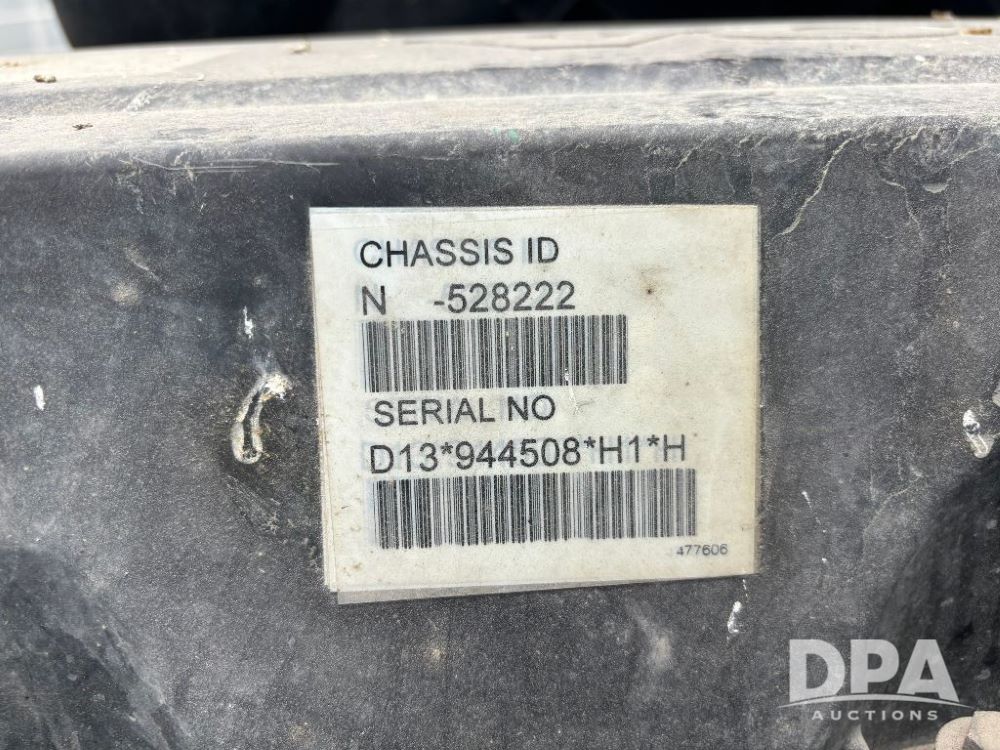 CHASSIS ID
N -528222
SERIAL NO
D13*944508*H1*H
477606
DPA
AUCTIONS